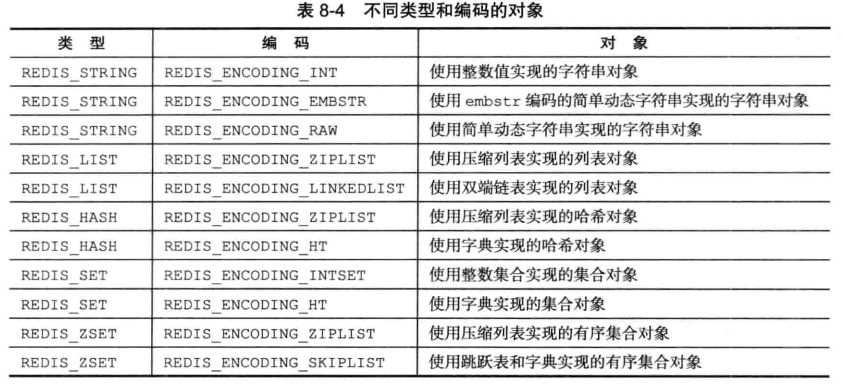 表 8-4 不同类型和编码的对象
类 型 编 码 对 象
REDIS_STRING REDIS_ENCODING_INT 使用整数值实现的字符串对象
REDIS_STRING REDIS_ENCODING_EMBSTR 使用 embstr 编码的简单动态字符串实现的字符串对象
REDIS_STRING REDIS_ENCODING_RAW 使用简单动态字符串实现的字符串对象
REDIS_LIST REDIS_ENCODING_ZIPLIST 使用压缩列表实现的列表对象
REDIS_LIST REDIS_ENCODING_LINKEDLIST 使用双端链表实现的列表对象
REDIS_HASH REDIS_ENCODING_ZIPLIST 使用压缩列表实现的哈希对象
REDIS_HASH REDIS_ENCODING_HT 使用字典实现的哈希对象
REDIS_SET REDIS_ENCODING_INTSET 使用整数集合实现的集合对象
REDIS_SET REDIS_ENCODING_HT 使用字典实现的集合对象
REDIS_ZSET REDIS_ENCODING_ZIPLIST 使用压缩列表实现的有序集合对象
REDIS_ZSET REDIS_ENCODING_SKIPLIST 使用跳跃表和字典实现的有序集合对象